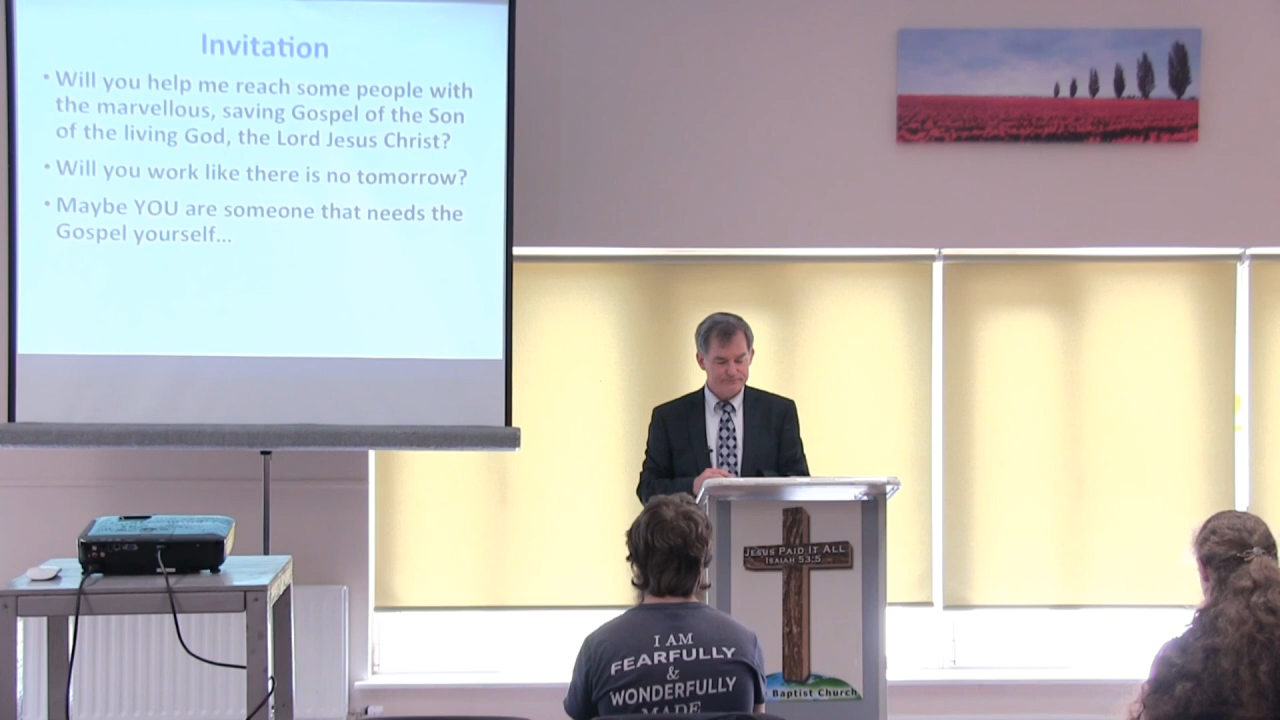 Invitation
• Will you help me reach some people with
the marvellous, saving Gospel of the Son
of the living God, the Lord Jesus Christ?
• Will you work like there is no tomorrow?
• Maybe YOU are someone that needs the
Gospel yourself...
JESUS PAID IT ALL
ISAIAH 53:5
Baptist Church
I AM
FEARFULLY
&
WONDERFULLY
MADE